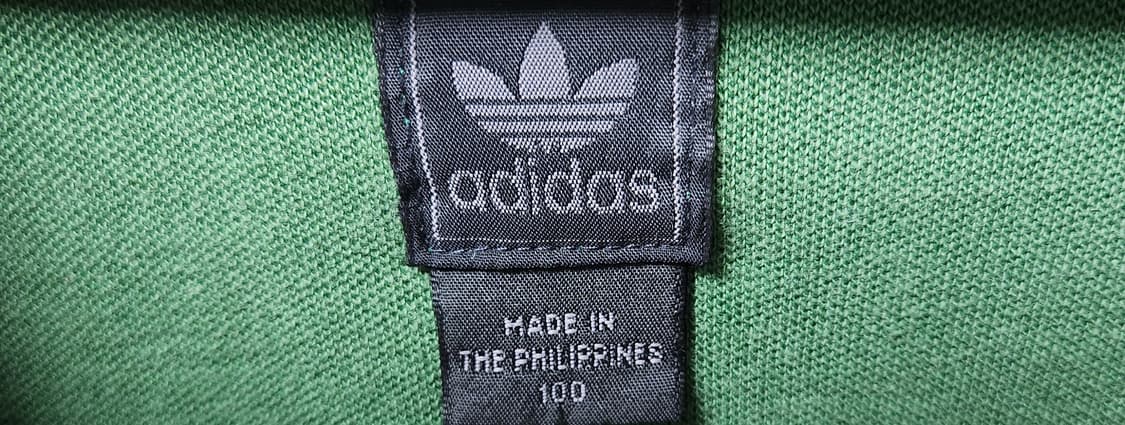 adidas
MADE IN
THE PHILIPPINES
100